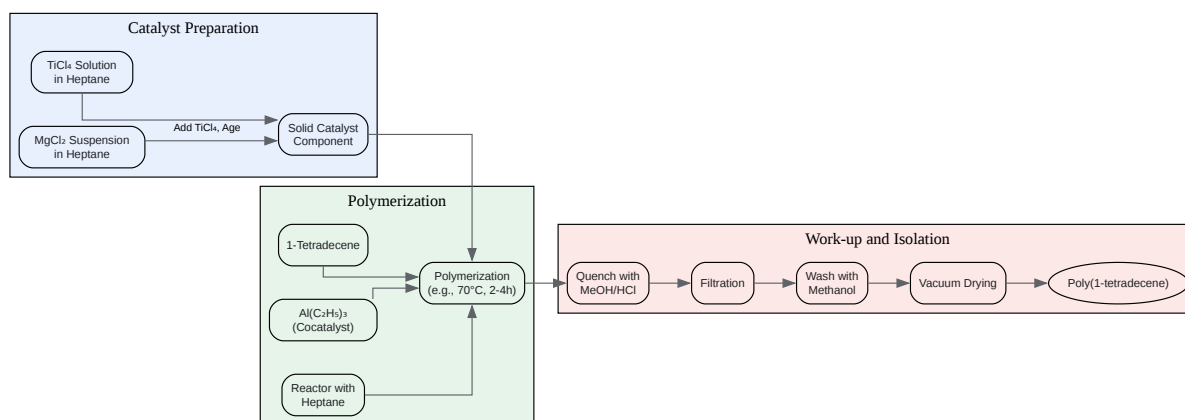 Catalyst Preparation
TiCl₄ Solution
in Heptane
Add TiCl₄, Age
MgCl₂ Suspension
in Heptane
Solid Catalyst
Component
Polymerization
1-Tetradecene
Al(C₂H₅)₃
(Cocatalyst)
Reactor with
Heptane
Polymerization
(e.g., 70°C, 2-4h)
Work-up and Isolation
Quench with
MeOH/HCl
Filtration
Wash with
Methanol
Vacuum Drying
Poly(1-tetradecene)